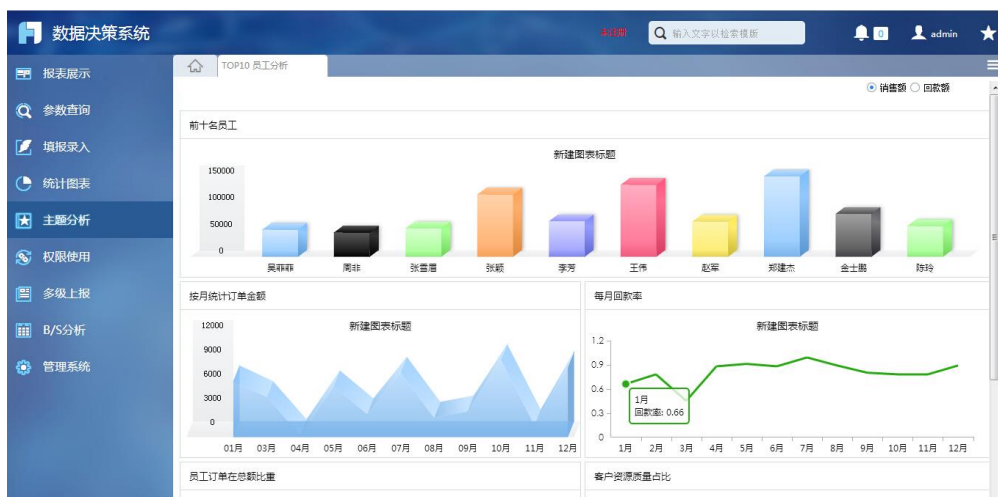 数据决策系统
输入文字以检索模版
0
admin
报表展示
参数查询
填报录入
统计图表
主题分析
权限使用
多级上报
B/S分析
管理系统
TOP10 员工分析
销售额 回款额
前十名员工
新建图表标题
150000
100000
50000
0
吴菲菲 周菲 张雪眉 张颖 李芳 王伟 赵军 郑建杰 金士鹏 陈玲
按月统计订单金额
新建图表标题
12000
9000
6000
3000
0
01月 03月 04月 05月 06月 07月 08月 09月 10月 11月 12月
每月回款率
新建图表标题
1.2
0.9
0.6
0.3
0
1月
回款率: 0.66
1月 2月 3月 4月 5月 6月 7月 8月 9月 10月 11月 12月
员工订单在总额比重
客户资源质量占比